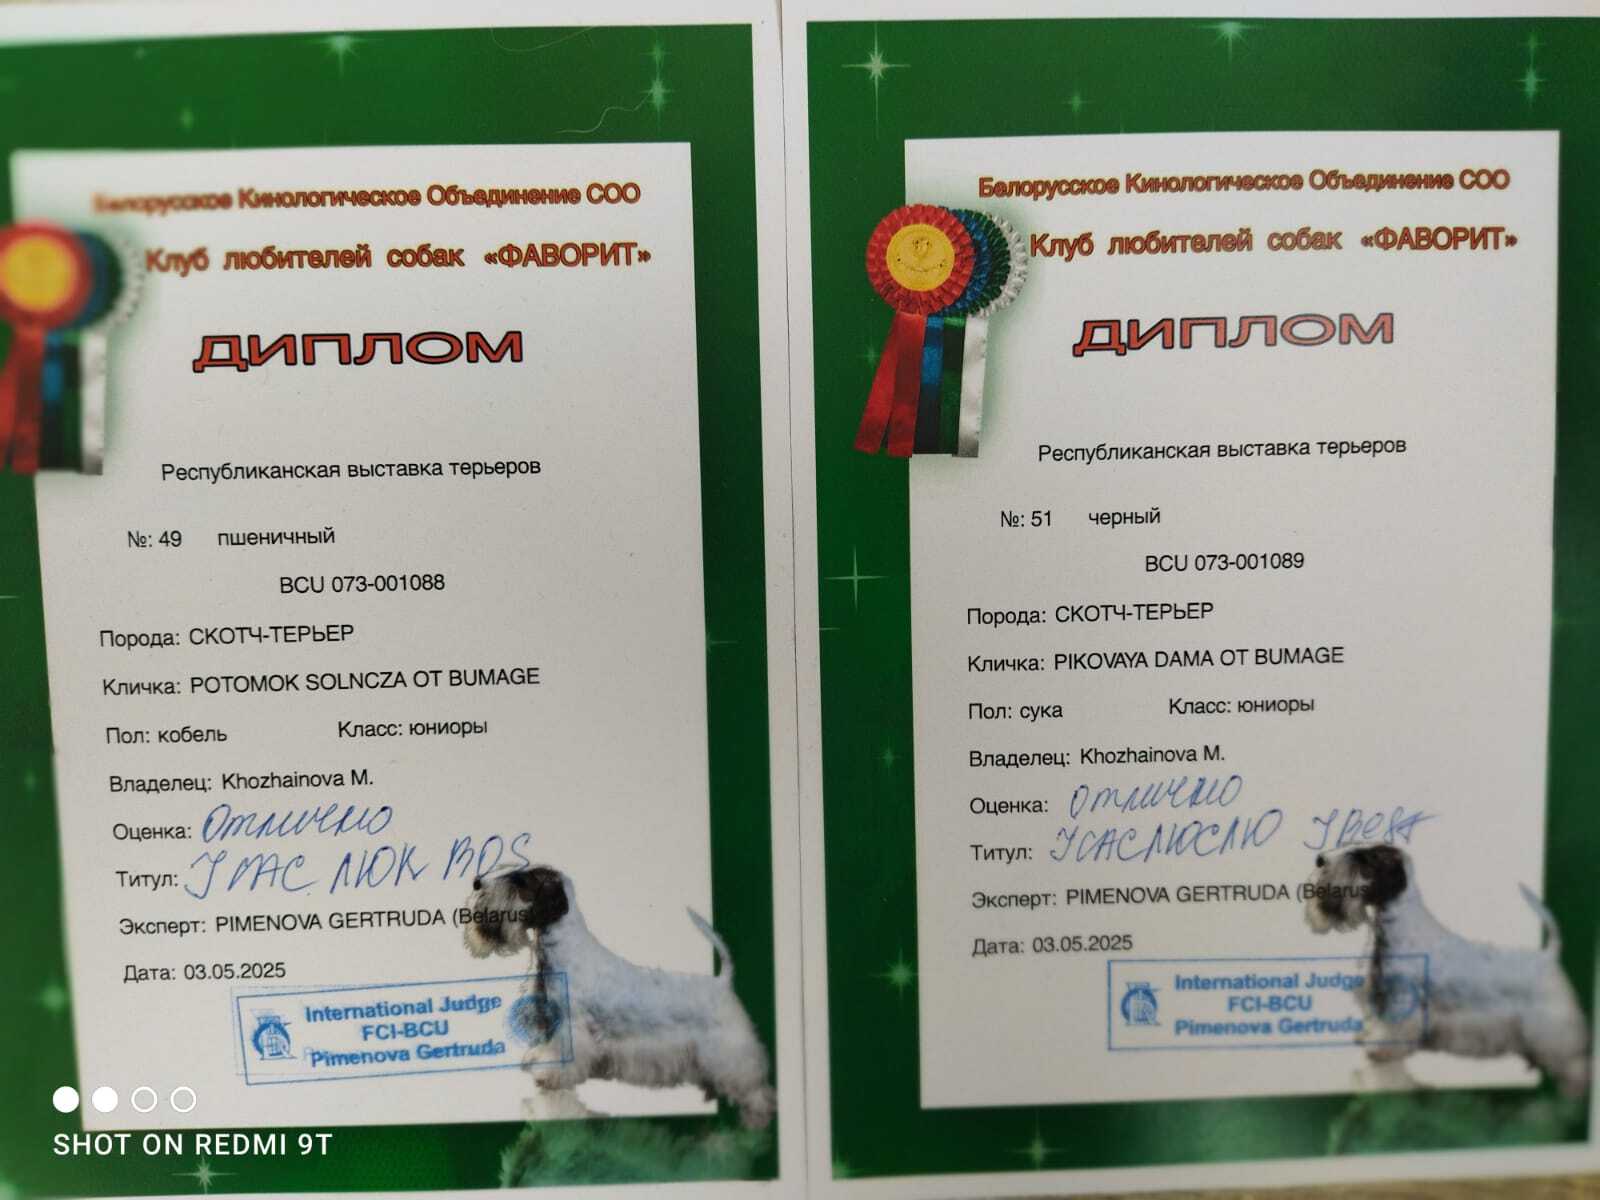 Белорусское Кинологическое Объединение СОО
Клуб любителей собак «ФАВОРИТ»
ДИПЛОМ
Республиканская выставка терьеров
№: 49 пшеничный
BCU 073-001088
Порода: СКОТЧ-ТЕРЬЕР
Кличка: POTOMOK SOLNCZA OT BUMAGE
Пол: кобель Класс: юниоры
Владелец: Khozhainova M.
Оценка: отлично
Титул: ЛЮК BOS
Эксперт: PIMENOVA GERTRUDA (Belarus)
Дата: 03.05.2025
International Judge
FCI-BCU
Pimenova Gertruda
SHOT ON REDMI 9T
Белорусское Кинологическое Объединение СОО
Клуб любителей собак «ФАВОРИТ»
ДИПЛОМ
Республиканская выставка терьеров
№: 51 черный
BCU 073-001089
Порода: СКОТЧ-ТЕРЬЕР
Кличка: PIKOVAYA DAMA OT BUMAGE
Пол: сука Класс: юниоры
Владелец: Khozhainova M.
Оценка: отлично
Титул:
Эксперт: PIMENOVA GERTRUDA (Belarus)
Дата: 03.05.2025
International Judge
FCI-BCU
Pimenova Gertruda